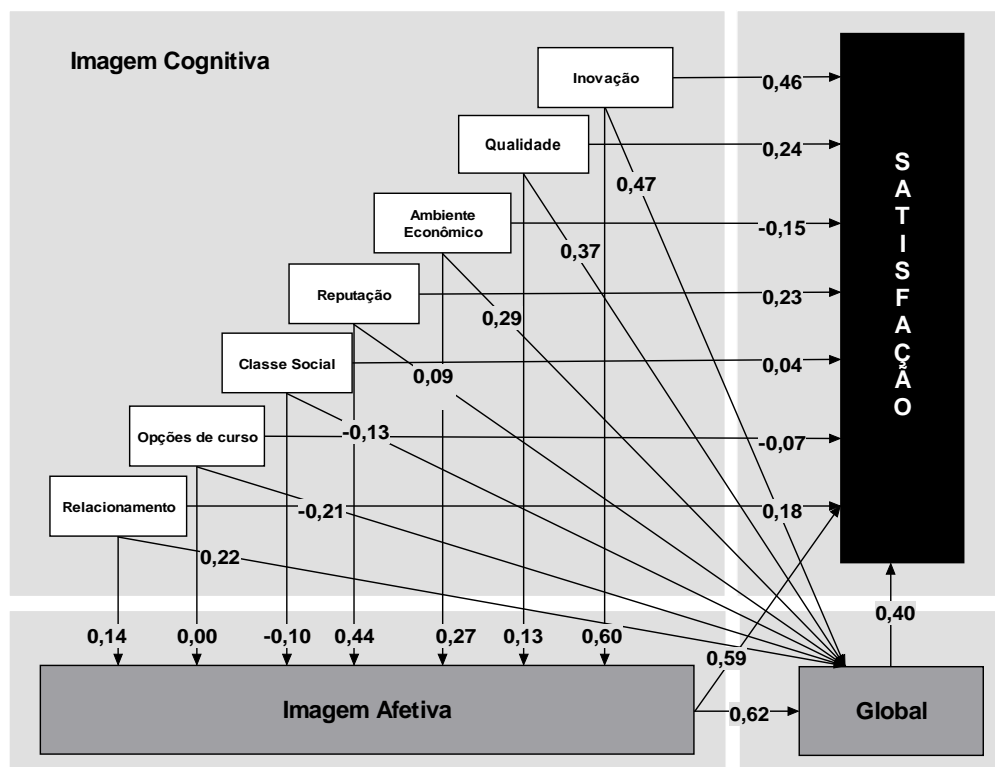 Imagem Cognitiva
Inovação
0,46
Qualidade
0,24
0,47
Ambiente
Econômico
-0,15
0,37
Reputação
0,23
0,29
Classe Social
0,04
0,09
Opções de curso
-0,13
-0,07
Relacionamento
-0,21
0,18
0,22
S
A
T
I
S
F
A
Ç
Ã
O
0,40
0,14
0,00
-0,10
0,44
0,27
0,13
0,60
0,59
Imagem Afetiva
0,62
Global